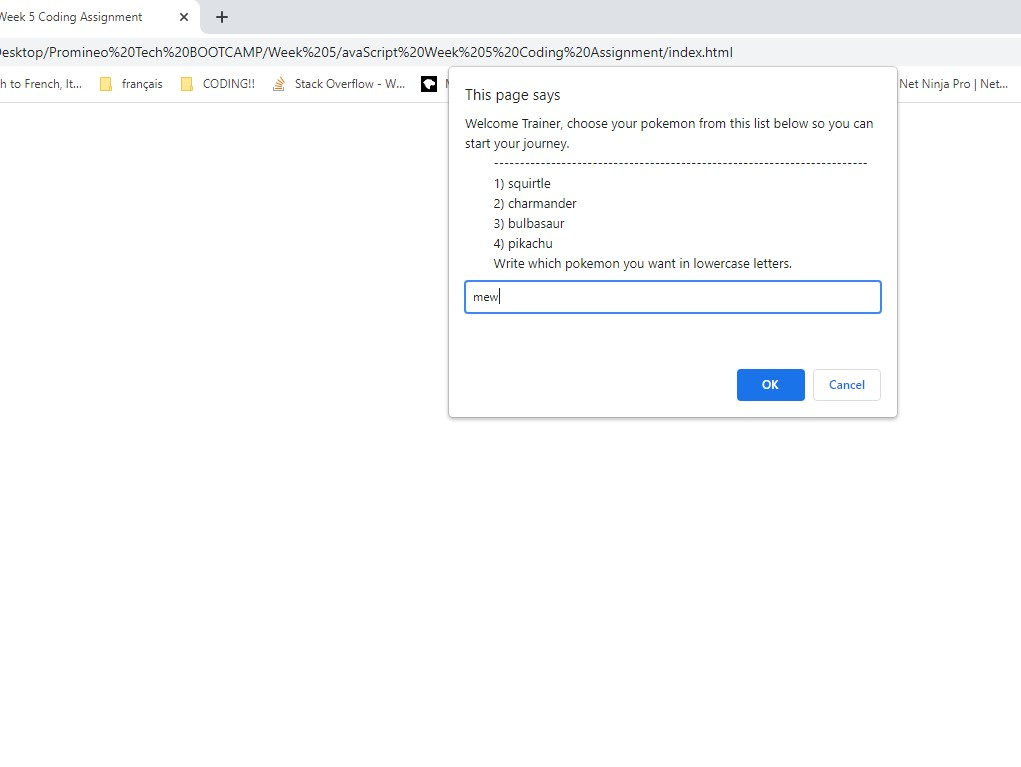 Week 5 Coding Assignment
esktop/Promineo%20Tech%20BOOTCAMP/Week%205/avaScript%20Week%205%20Coding%20Assignment/index.html
h to French, It... français CODING!! Stack Overflow - W... Net Ninja Pro | Net...
This page says
Welcome Trainer, choose your pokemon from this list below so you can
start your journey.
------------------------------------------------------------------------
1) squirtle
2) charmander
3) bulbasaur
4) pikachu
Write which pokemon you want in lowercase letters.
mew
OK Cancel